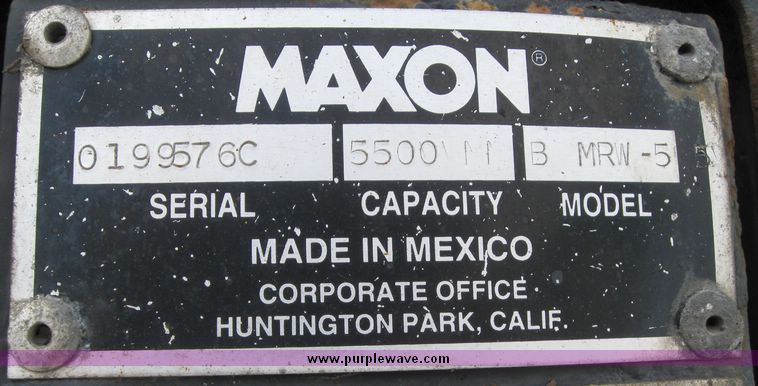 MAXON®
0199576C 5500 B MRW-5
SERIAL CAPACITY MODEL
MADE IN MEXICO
CORPORATE OFFICE
HUNTINGTON PARK, CALIF.
www.purplewave.com